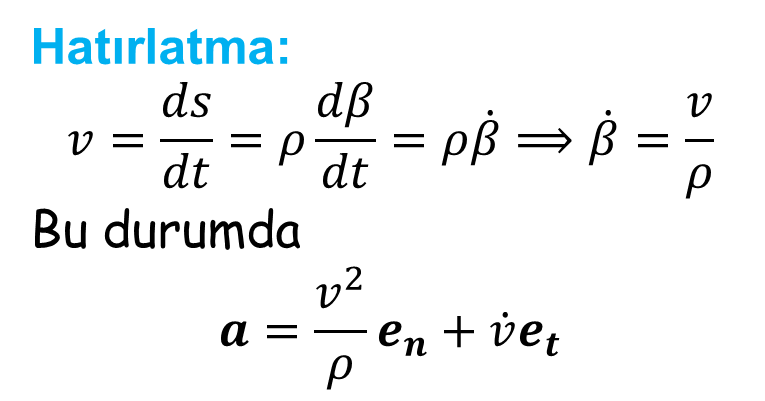 Hatırlatma:
v = ds/dt = ρ dβ/dt = ρβ̇ ⟹ β̇ = v/ρ
Bu durumda
a = v²/ρ eₙ + v̇eₜ